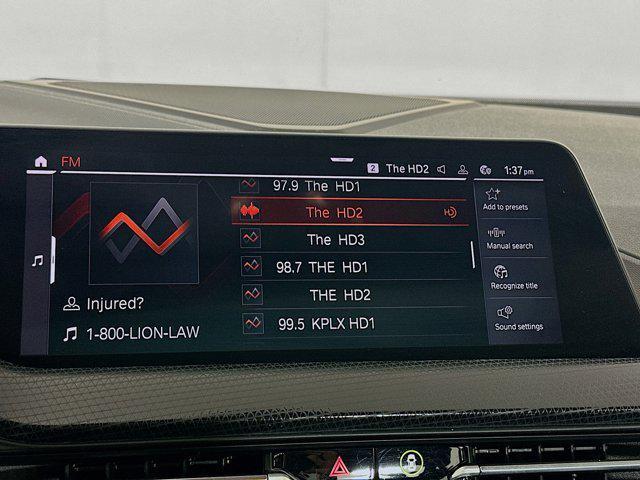 FM
2 The HD2 1:37 pm
97.9 The HD1
The HD2 HD
The HD3
98.7 THE HD1
THE HD2
99.5 KPLX HD1
Injured?
1-800-LION-LAW
Add to presets
Manual search
Recognize title
Sound settings